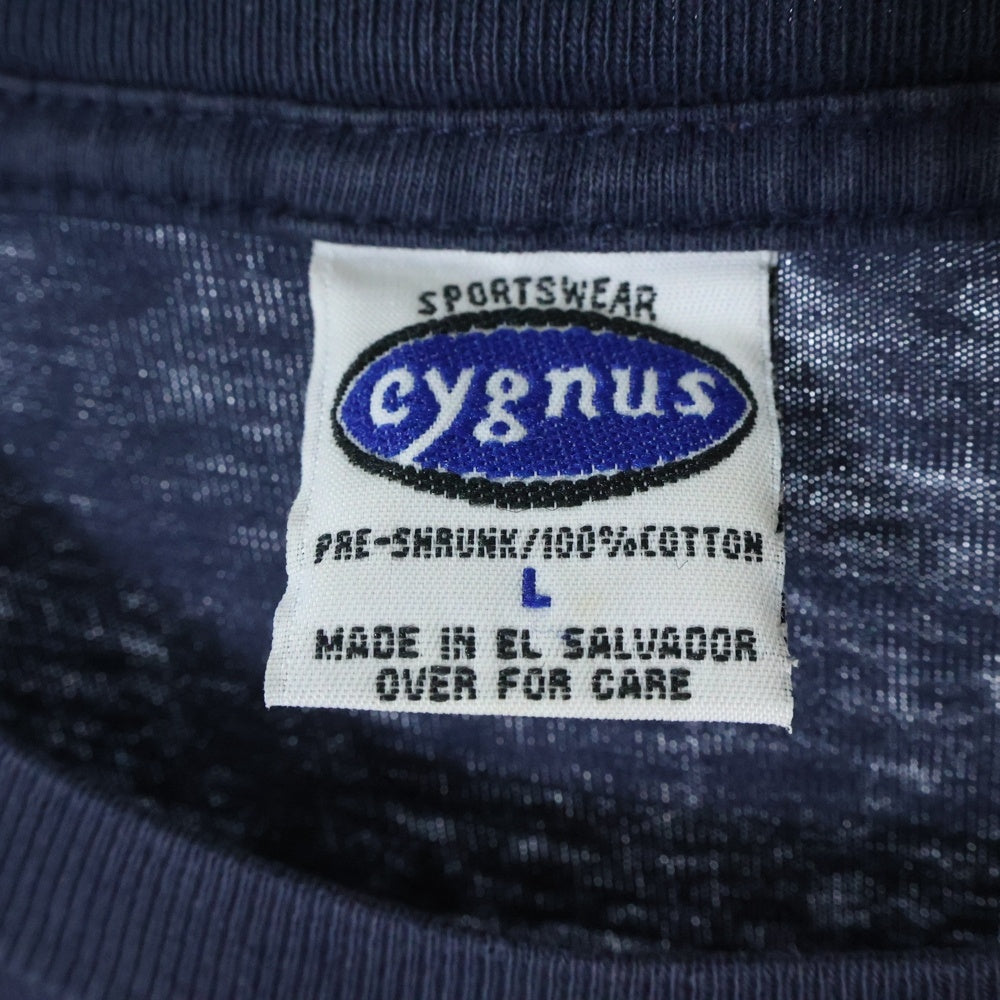 SPORTSWEAR
cygnus
PRE-SHRUNK/100%COTTON
L
MADE IN EL SALVADOR
OVER FOR CARE